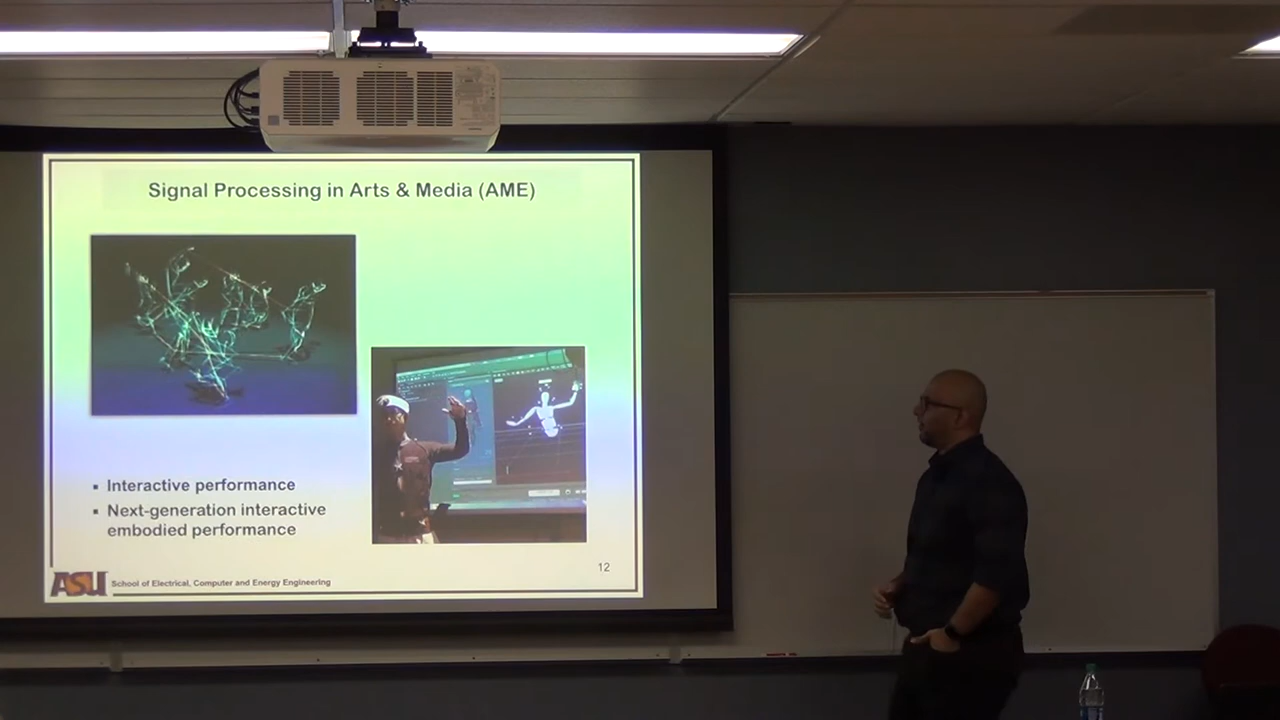 Signal Processing in Arts & Media (AME)
Interactive performance
Next-generation interactive
embodied performance
12
ASU School of Electrical, Computer and Energy Engineering